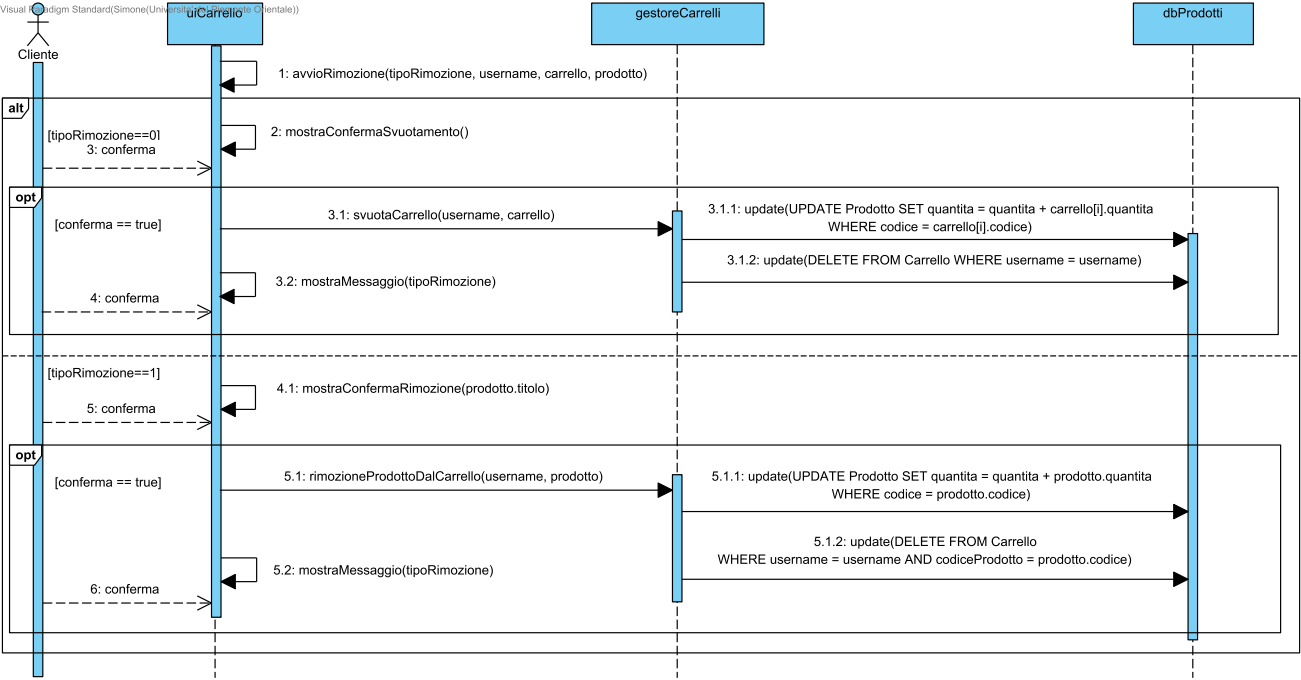 Visual Paradigm Standard(Simone(Universita' del Piemonte Orientale))
uiCarrello
gestoreCarrelli
dbProdotti
Cliente
1: avvioRimozione(tipoRimozione, username, carrello, prodotto)
alt
[tipoRimozione==0]
2: mostraConfermaSvuotamento()
3: conferma
opt
[conferma == true]
3.1: svuotaCarrello(username, carrello)
3.1.1: update(UPDATE Prodotto SET quantita = quantita + carrello[i].quantita
WHERE codice = carrello[i].codice)
3.1.2: update(DELETE FROM Carrello WHERE username = username)
3.2: mostraMessaggio(tipoRimozione)
4: conferma
[tipoRimozione==1]
4.1: mostraConfermaRimozione(prodotto.titolo)
5: conferma
opt
[conferma == true]
5.1: rimozioneProdottoDalCarrello(username, prodotto)
5.1.1: update(UPDATE Prodotto SET quantita = quantita + prodotto.quantita
WHERE codice = prodotto.codice)
5.1.2: update(DELETE FROM Carrello
WHERE username = username AND codiceProdotto = prodotto.codice)
5.2: mostraMessaggio(tipoRimozione)
6: conferma